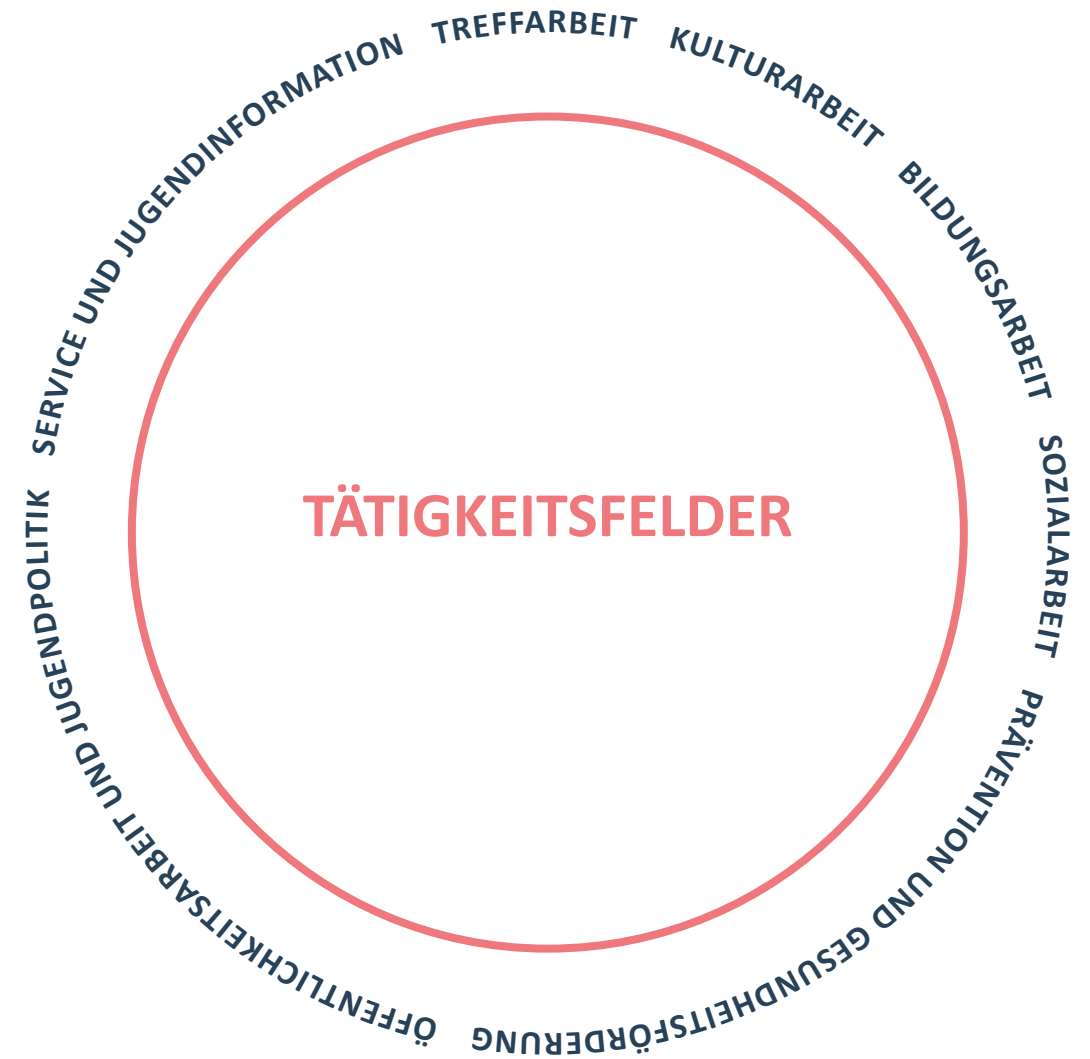 TREFFARBEIT
KULTURARBEIT
BILDUNGSARBEIT
SOZIALARBEIT
PRÄVENTION UND GESUNDHEITSFÖRDERUNG
ÖFFENTLICHKEITSARBEIT UND JUGENDPOLITIK
SERVICE UND JUGENDINFORMATION
TÄTIGKEITSFELDER